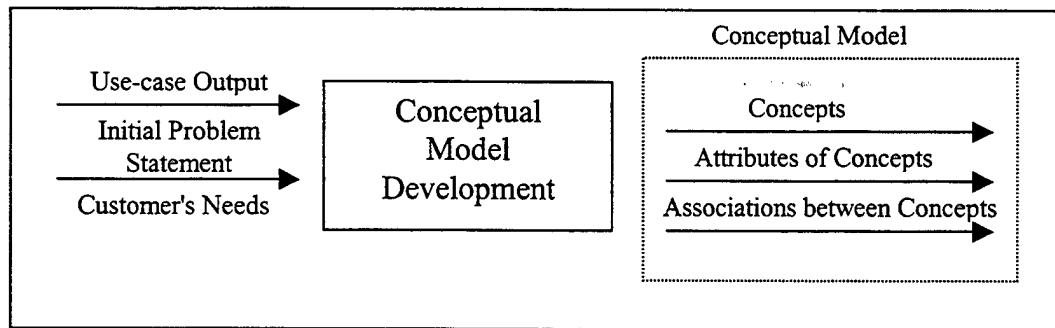 Conceptual Model
Use-case Output
Initial Problem
Statement
Customer's Needs
Conceptual
Model
Development
Concepts
Attributes of Concepts
Associations between Concepts